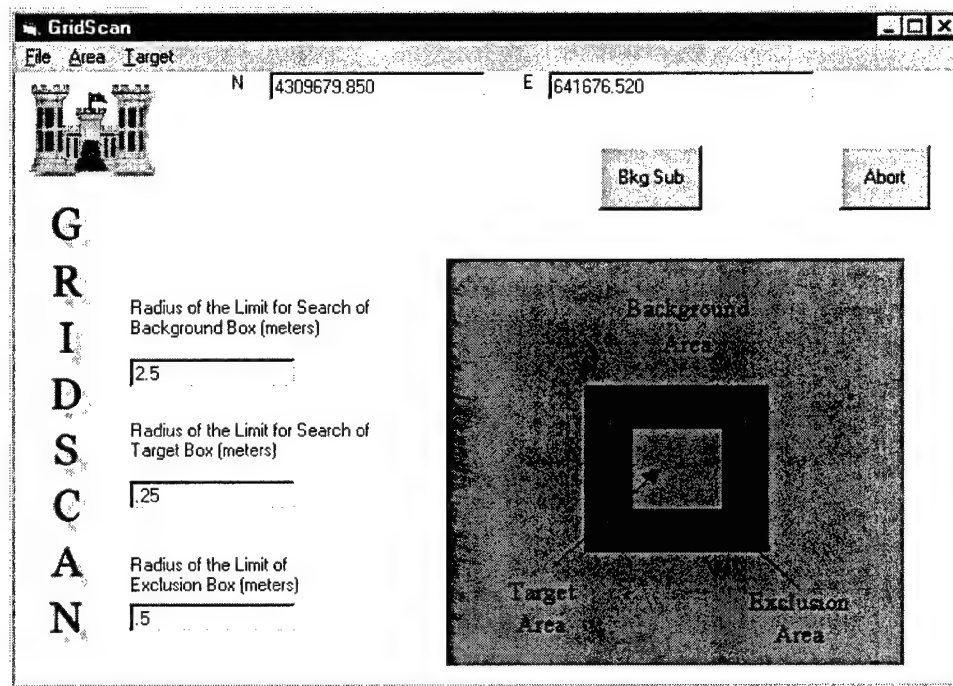 GridScan
File Area Target
N 4309679.850 E 641676.520
Bkg Sub Abort
G
R
I
D
S
C
A
N
Radius of the Limit for Search of
Background Box (meters)
2.5
Radius of the Limit for Search of
Target Box (meters)
.25
Radius of the Limit of
Exclusion Box (meters)
.5
Background
Area
Target
Area
Exclusion
Area